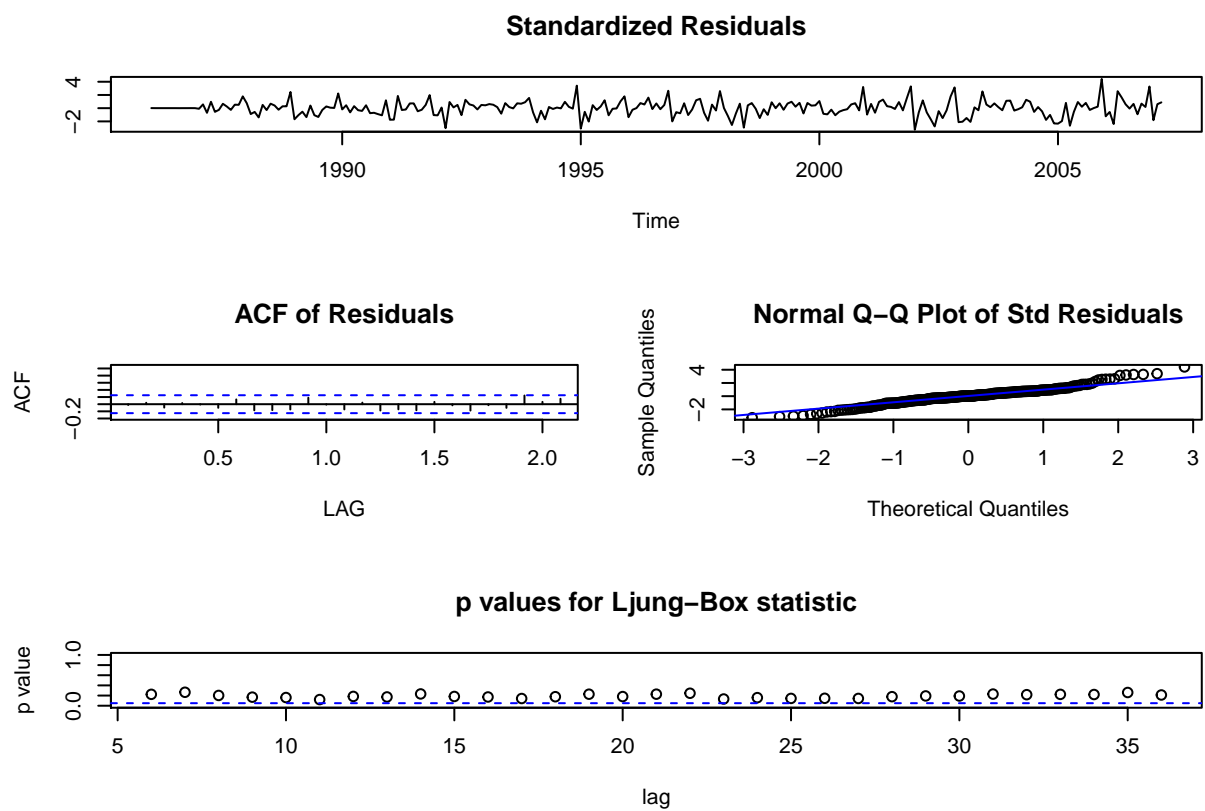 Standardized Residuals
4
−2
1990 1995 2000 2005
Time
ACF of Residuals
ACF
−0.2
0.5 1.0 1.5 2.0
LAG
Normal Q−Q Plot of Std Residuals
Sample Quantiles
4
−2
−3 −2 −1 0 1 2 3
Theoretical Quantiles
p values for Ljung−Box statistic
p value
1.0
0.0
5 10 15 20 25 30 35
lag